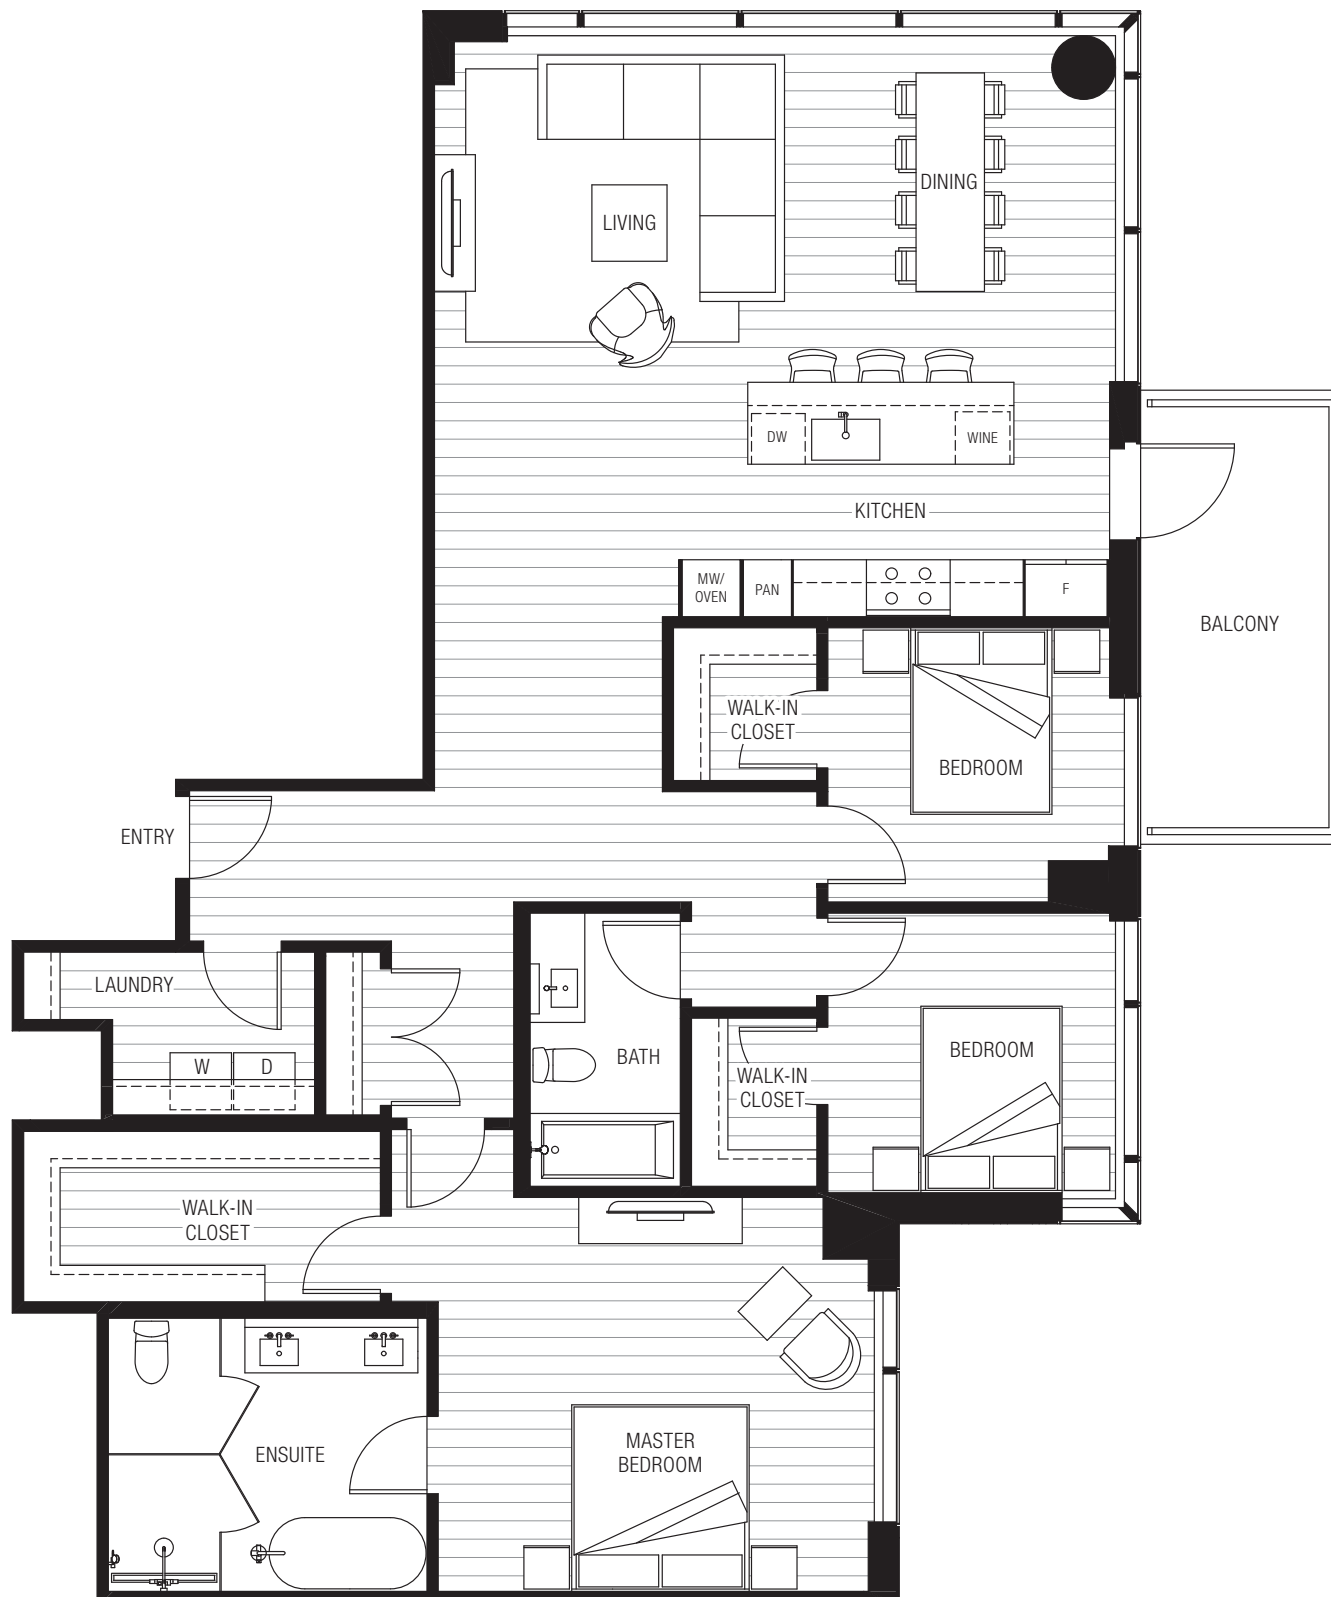 DINING
LIVING
DW
WINE
KITCHEN
MW/
OVEN
PAN
F
BALCONY
WALK-IN
CLOSET
BEDROOM
ENTRY
LAUNDRY
W
D
BATH
BEDROOM
WALK-IN
CLOSET
WALK-IN
CLOSET
MASTER
BEDROOM
ENSUITE